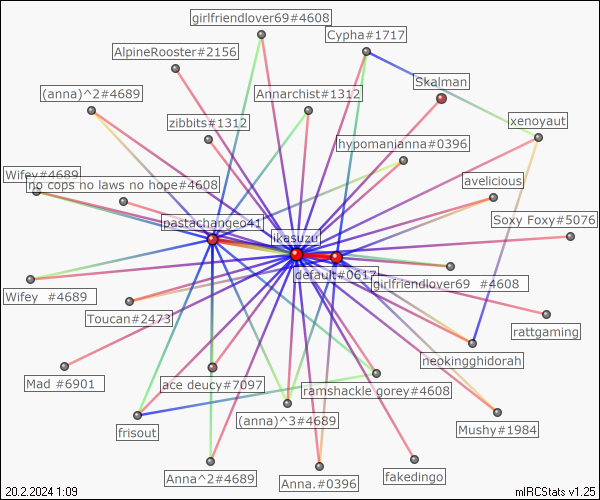 girlfriendlover69#4608
Cypha#1717
AlpineRooster#2156
Skalman
(anna)^2#4689
Annarchist#1312
zibbits#1312
xenoyaut
hypomanianna#0396
Wifey#4689
no cops no laws no hope#4608
avelicious
pastachangeo41
Soxy Foxy#5076
ikasuzu
default#0617
girlfriendlover69 #4608
Wifey #4689
Toucan#2473
rattgaming
neokingghidorah
Mad #6901
ace deucy#7097
ramshackle gorey#4608
(anna)^3#4689
frisout
Mushy#1984
Anna^2#4689
Anna.#0396
fakedingo
20.2.2024 1:09
mIRCStats v1.25